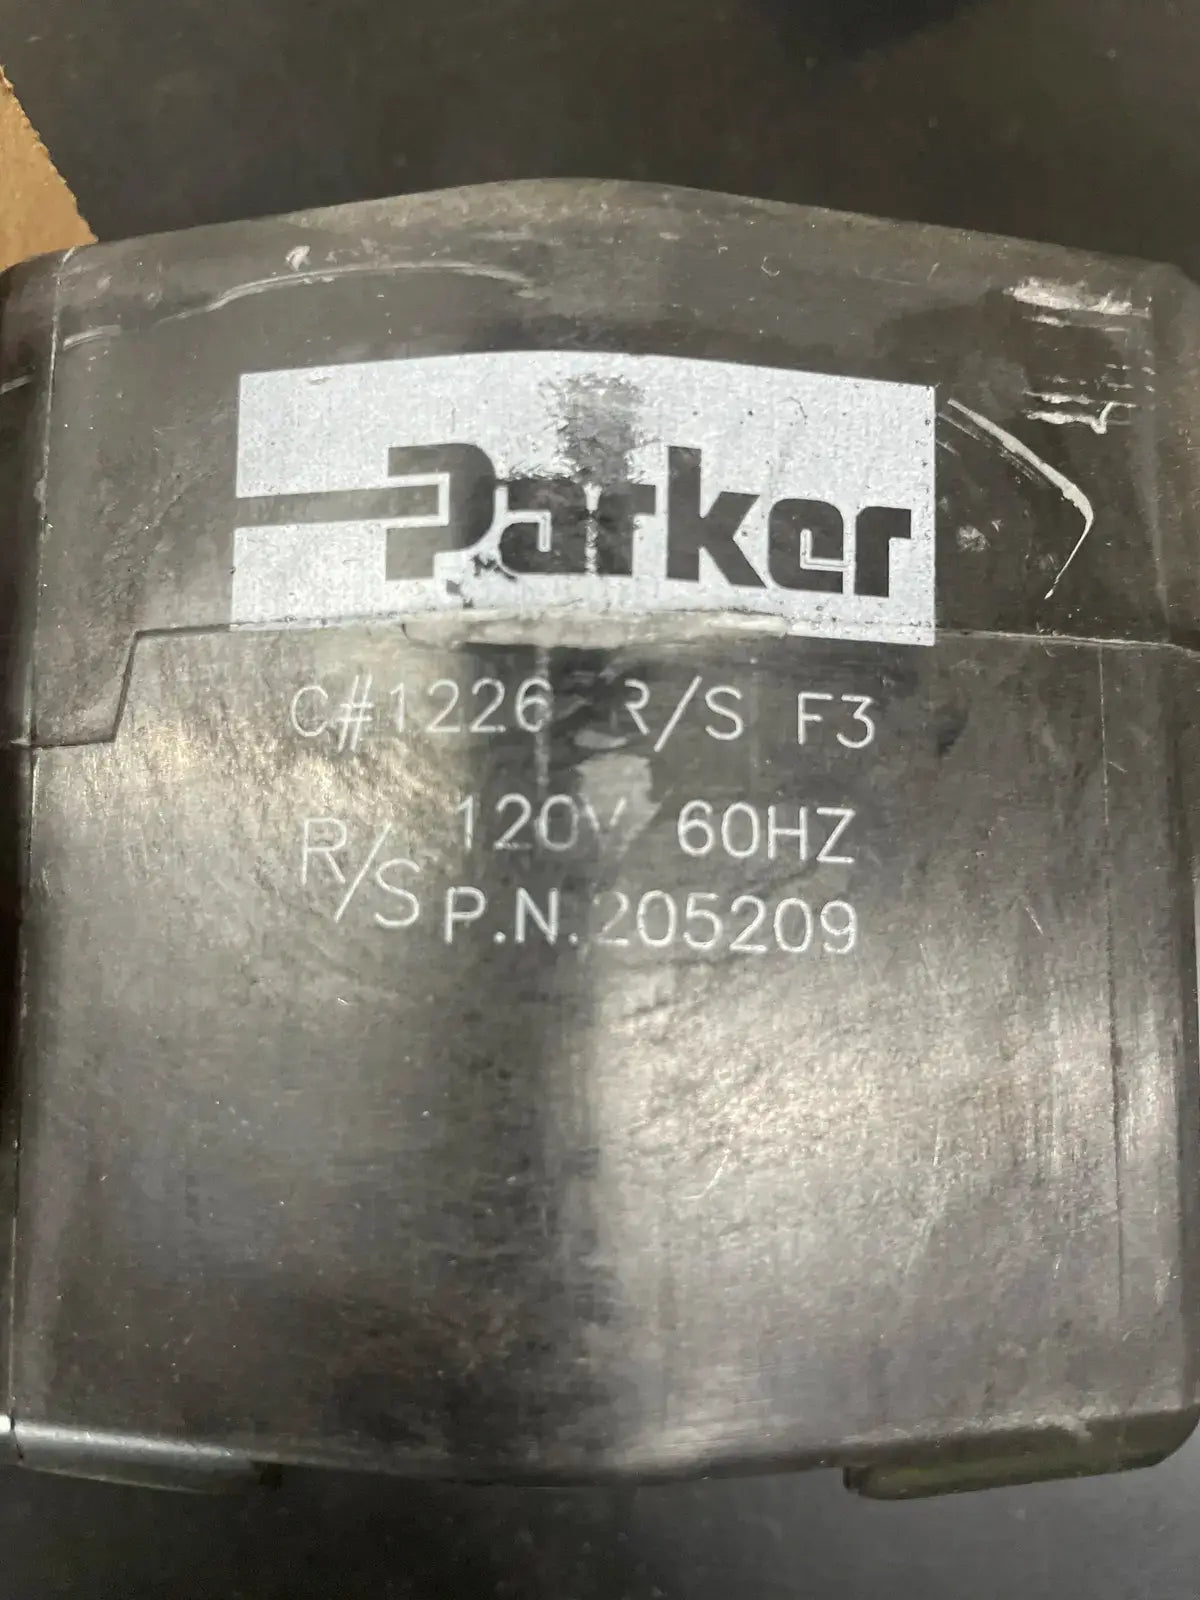 Parker
C#1226 R/S F3
R/S 120V 60HZ
P.N.205209